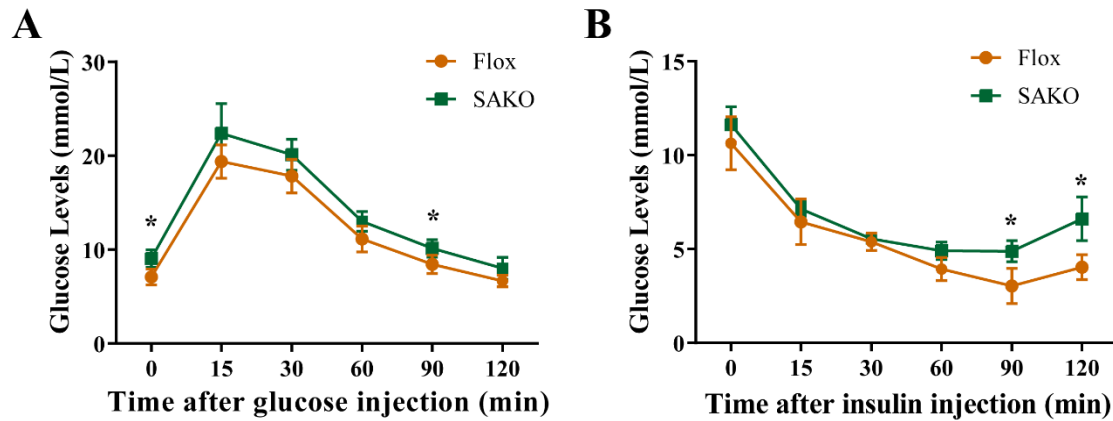 A
Glucose Levels (mmol/L)
30
20
10
0
Flox
SAKO
*
*
0 15 30 60 90 120
Time after glucose injection (min)
B
Glucose Levels (mmol/L)
15
10
5
0
Flox
SAKO
*
*
0 15 30 60 90 120
Time after insulin injection (min)